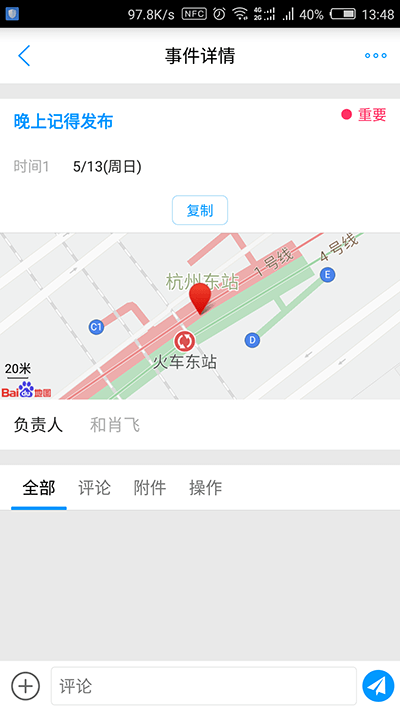 97.8K/s NFC 4G 2G 40% 13:48
事件详情
晚上记得发布
重要
时间1 5/13(周日)
复制
杭州东站
1号线
4号线
E
C1
D
火车东站
20米
Bai du 地图
负责人 和肖飞
全部 评论 附件 操作
评论